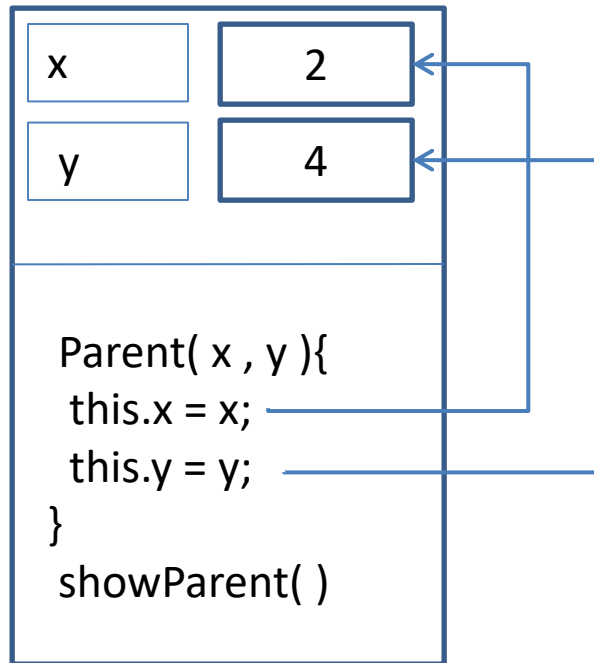 x 2
y 4
Parent( x , y ){
this.x = x;
this.y = y;
}
showParent( )